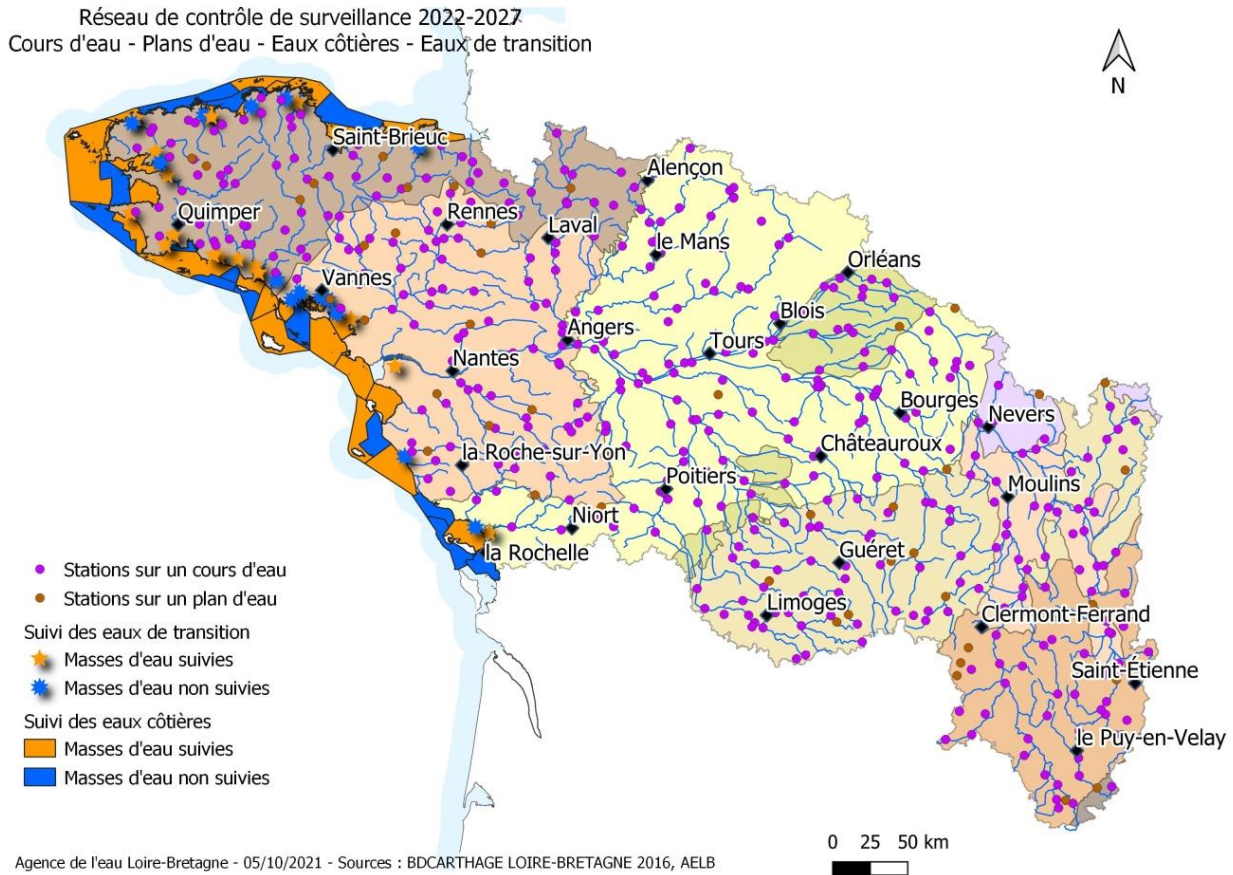 Réseau de contrôle de surveillance 2022-2027
Cours d'eau - Plans d'eau - Eaux côtières - Eaux de transition
N
Saint-Brieuc
Alençon
Quimper
Rennes
Laval
le Mans
Orléans
Vannes
Blois
Angers
Tours
Nantes
Bourges
Nevers
la Roche-sur-Yon
Châteauroux
Poitiers
Moulins
Niort
la Rochelle
Guéret
Limoges
Clermont-Ferrand
Saint-Étienne
le Puy-en-Velay
Stations sur un cours d'eau
Stations sur un plan d'eau
Suivi des eaux de transition
Masses d'eau suivies
Masses d'eau non suivies
Suivi des eaux côtières
Masses d'eau suivies
Masses d'eau non suivies
0 25 50 km
Agence de l'eau Loire-Bretagne - 05/10/2021 - Sources : BDCARTHAGE LOIRE-BRETAGNE 2016, AELB